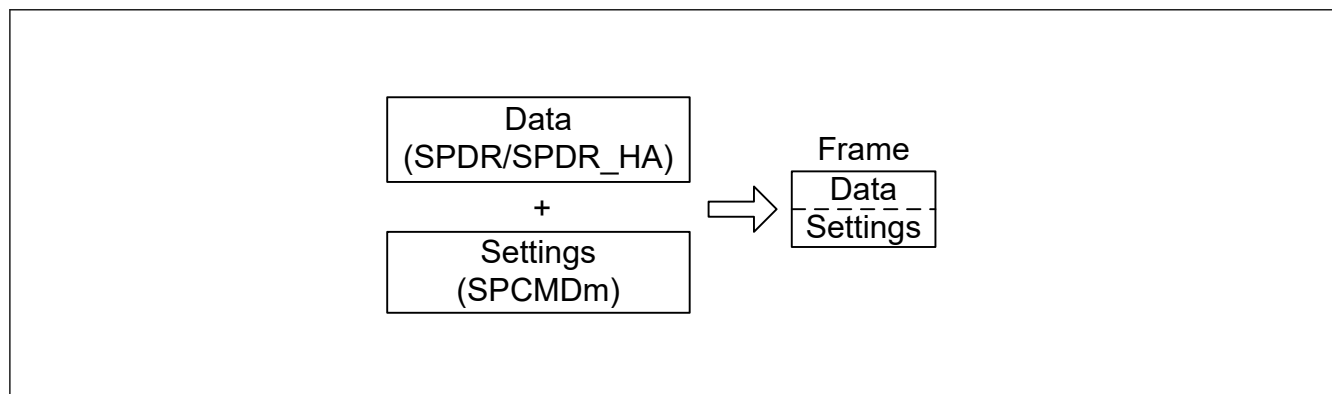 Data
(SPDR/SPDR_HA)
+
Settings
(SPCMDm)
Frame
Data
Settings